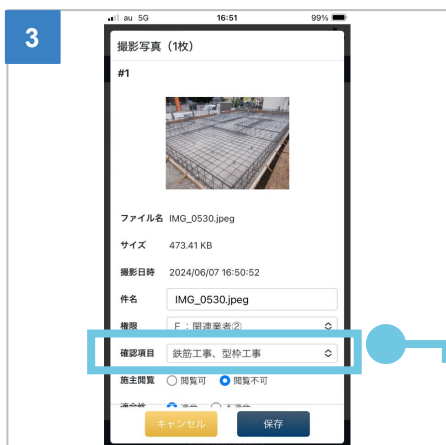 3
au 5G 16:51 99%
撮影写真（1枚）
#1
ファイル名 IMG_0530.jpeg
サイズ 473.41 KB
撮影日時 2024/06/07 16:50:52
件名 IMG_0530.jpeg
権限 F：関連業者②
確認項目 鉄筋工事、型枠工事
施主閲覧 閲覧可 閲覧不可
キャンセル 保存